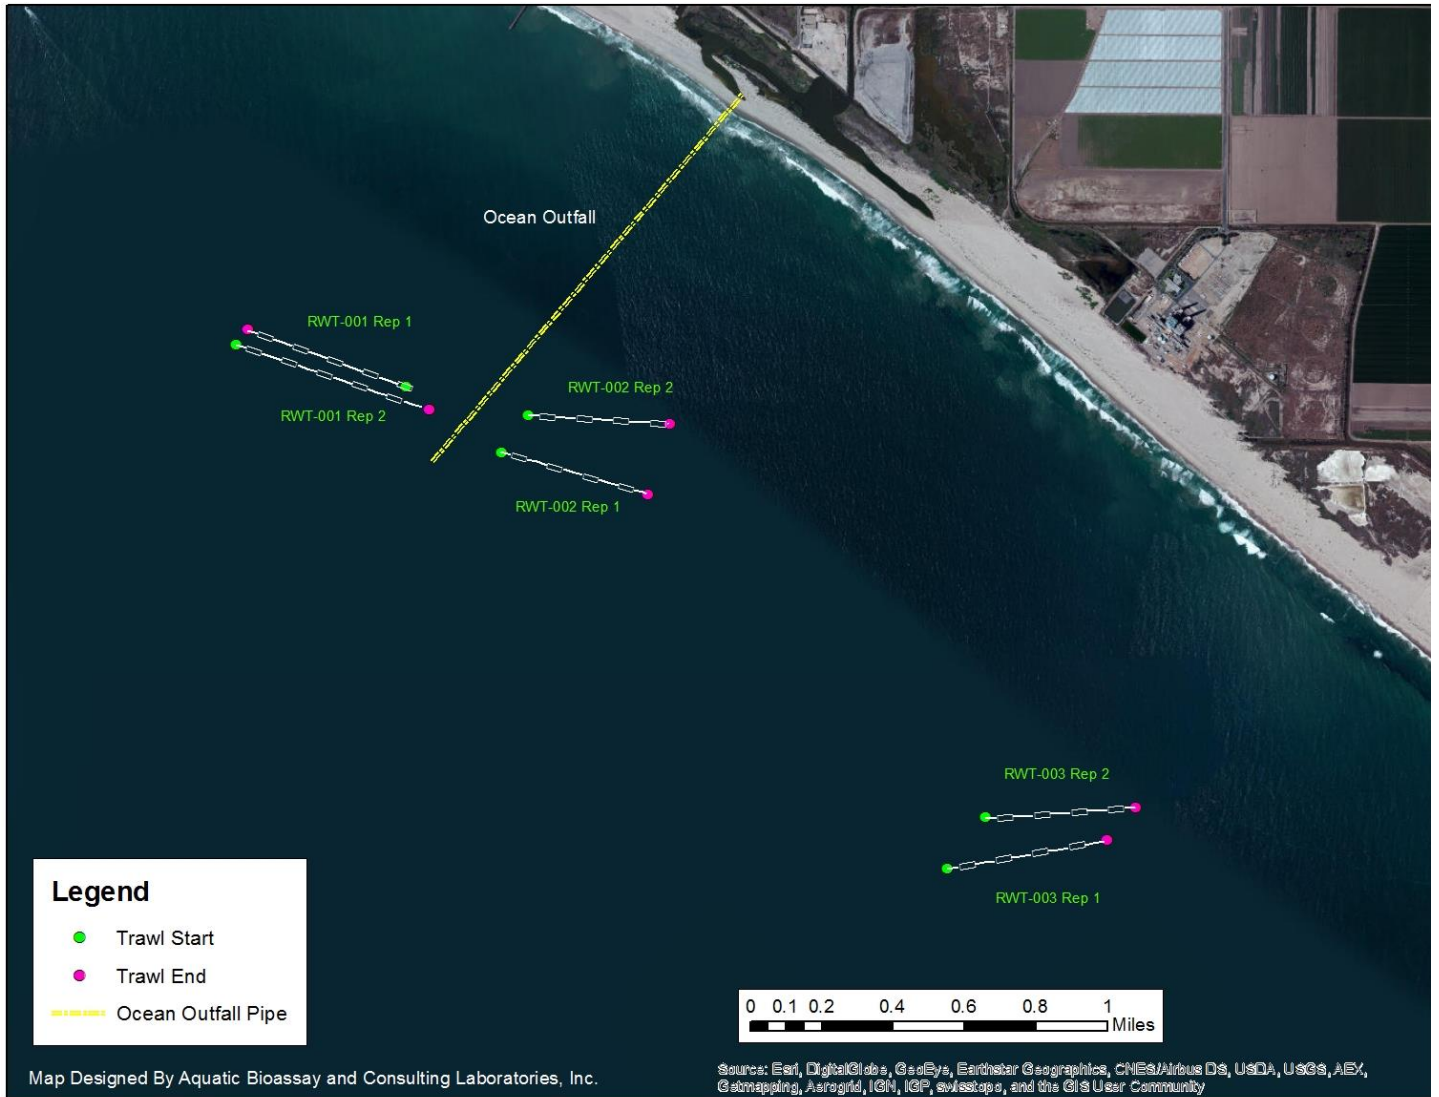 Ocean Outfall
RWT-001 Rep 1
RWT-001 Rep 2
RWT-002 Rep 2
RWT-002 Rep 1
RWT-003 Rep 2
RWT-003 Rep 1
Legend
Trawl Start
Trawl End
Ocean Outfall Pipe
0 0.1 0.2 0.4 0.6 0.8 1
Miles
Map Designed By Aquatic Bioassay and Consulting Laboratories, Inc.
Source: Esri, DigitalGlobe, GeoEye, Earthstar Geographics, CNES/Airbus DS, USDA, USGS, AEX,
Getmapping, Aerogrid, IGN, IGP, swisstopo, and the GIS User Community